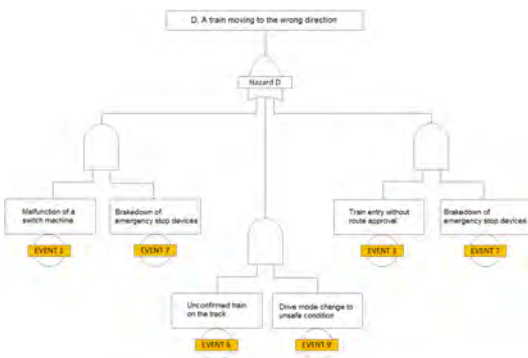 D. A train moving to the wrong direction
Hazard D
Malfunction of a
switch machine
Brakedown of
emergency stop devices
Train entry without
route approval
Brakedown of
emergency stop devices
EVENT 2
EVENT 7
EVENT 3
EVENT 7
Unconfirmed train
on the track
Drive mode change to
unsafe condition
EVENT 6
EVENT 9